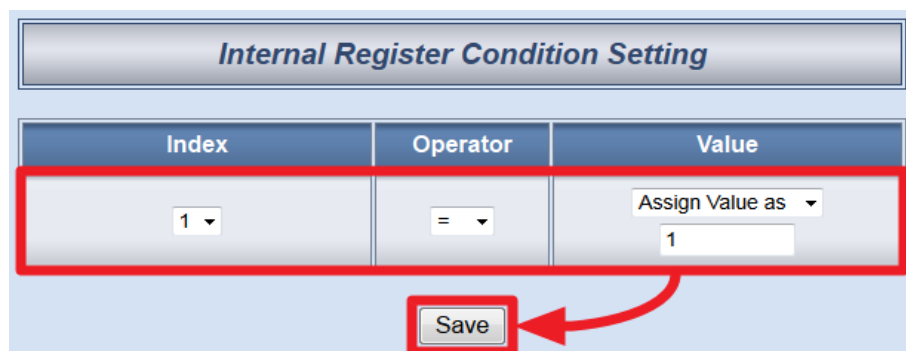 Internal Register Condition Setting
Index Operator Value
1 = Assign Value as
1
Save